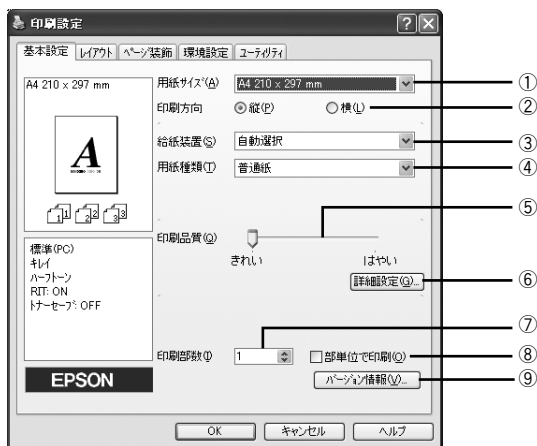 印刷設定
基本設定 レイアウト ページ装飾 環境設定 ユーティリティ
A4 210 x 297 mm
A
1 1 2 2 3 3
標準(PC)
キレイ
ハーフトーン
RIT: ON
トナーセーブ: OFF
EPSON
用紙サイズ(A) A4 210 x 297 mm ①
印刷方向 縦(P) 横(L) ②
給紙装置(S) 自動選択 ③
用紙種類(T) 普通紙 ④
印刷品質(Q) ⑤
きれい はやい
詳細設定(G)... ⑥
⑦
印刷部数(I) 1 部単位で印刷(O) ⑧
バージョン情報(V)... ⑨
OK キャンセル ヘルプ